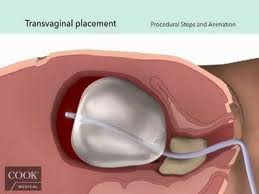 Transvaginal placement
Procedural Steps and Animation
COOK
MEDICAL